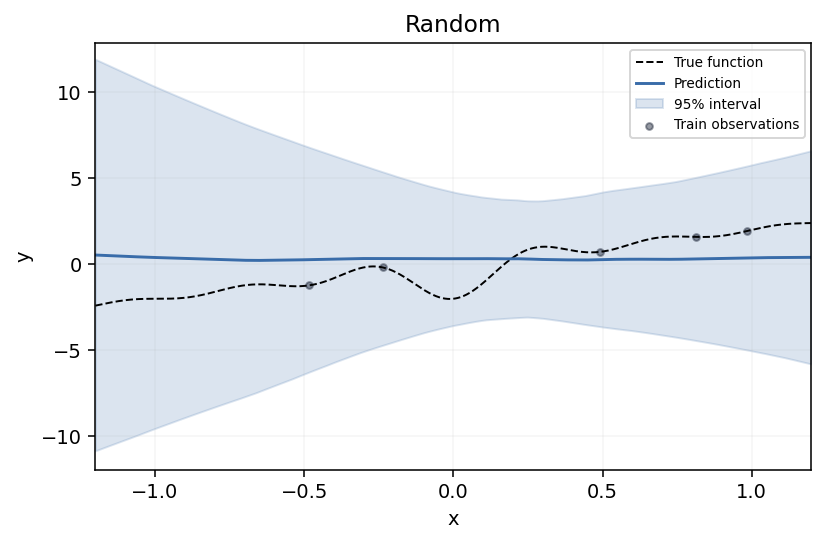 Random
True function
Prediction
95% interval
Train observations
10
5
0
−5
−10
y
−1.0
−0.5
0.0
0.5
1.0
x